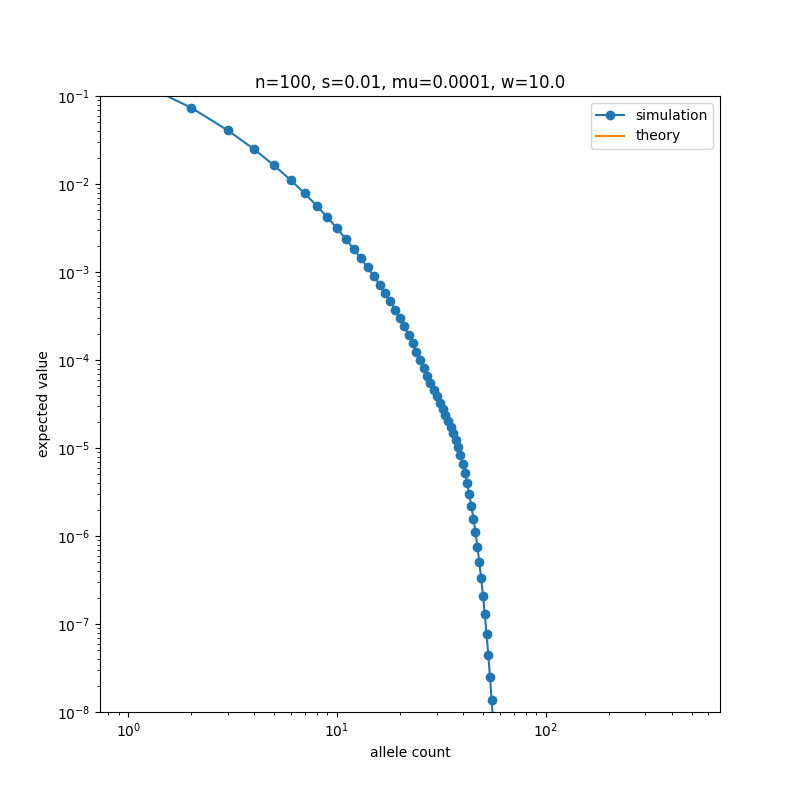 n=100, s=0.01, mu=0.0001, w=10.0
simulation
theory
10⁻¹
10⁻²
10⁻³
10⁻⁴
10⁻⁵
10⁻⁶
10⁻⁷
10⁻⁸
expected value
10⁰
10¹
10²
allele count